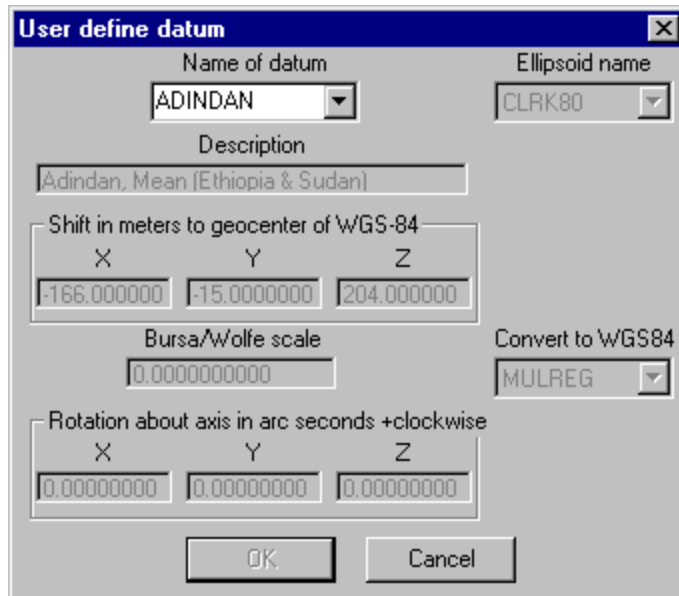 User define datum
Name of datum
Ellipsoid name
ADINDAN
CLRK80
Description
Adindan, Mean (Ethiopia & Sudan)
Shift in meters to geocenter of WGS-84
X Y Z
-166.000000 -15.0000000 204.000000
Bursa/Wolfe scale
Convert to WGS84
0.0000000000
MULREG
Rotation about axis in arc seconds +clockwise
X Y Z
0.00000000 0.00000000 0.00000000
OK Cancel